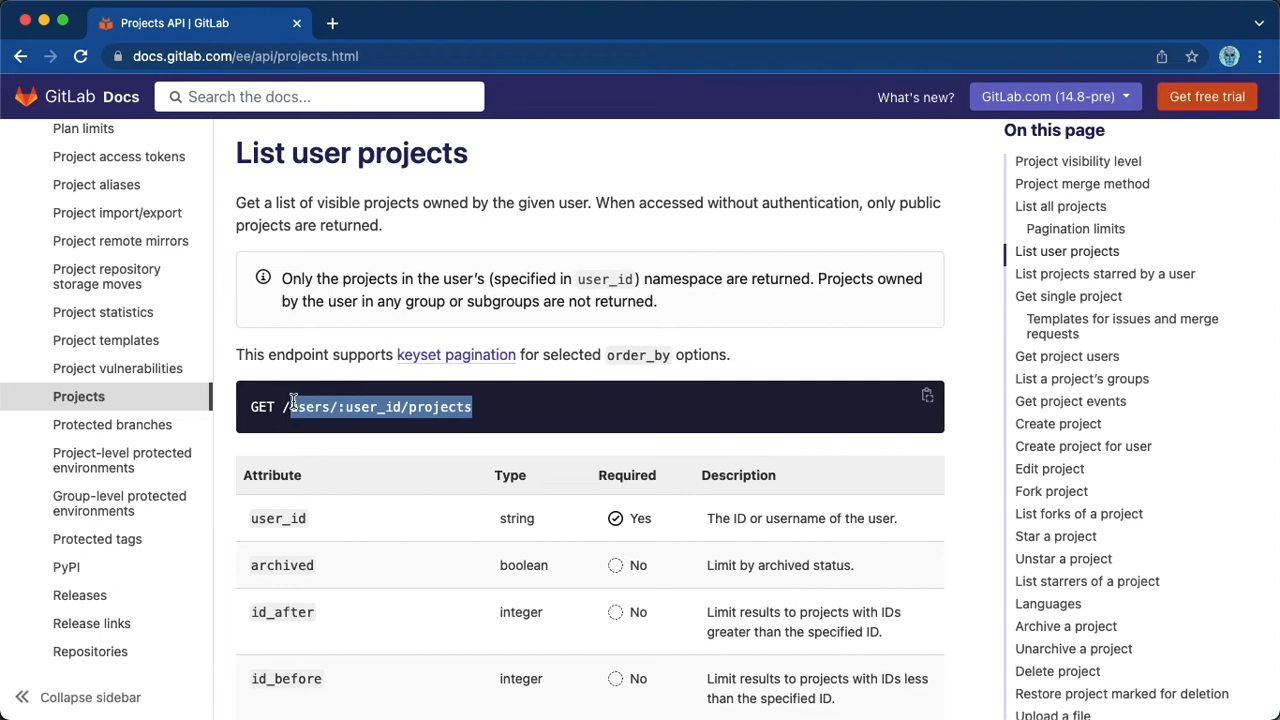 Projects API | GitLab
docs.gitlab.com/ee/api/projects.html
GitLab Docs
Search the docs...
What's new?
GitLab.com (14.8-pre)
Get free trial
Plan limits
Project access tokens
Project aliases
Project import/export
Project remote mirrors
Project repository
storage moves
Project statistics
Project templates
Project vulnerabilities
Projects
Protected branches
Project-level protected
environments
Group-level protected
environments
Protected tags
PyPI
Releases
Release links
Repositories
Collapse sidebar
List user projects
Get a list of visible projects owned by the given user. When accessed without authentication, only public
projects are returned.
Only the projects in the user's (specified in user_id) namespace are returned. Projects owned
by the user in any group or subgroups are not returned.
This endpoint supports keyset pagination for selected order_by options.
GET /users/:user_id/projects
Attribute Type Required Description
user_id string Yes The ID or username of the user.
archived boolean No Limit by archived status.
id_after integer No Limit results to projects with IDs
greater than the specified ID.
id_before integer No Limit results to projects with IDs less
than the specified ID.
On this page
Project visibility level
Project merge method
List all projects
Pagination limits
List user projects
List projects starred by a user
Get single project
Templates for issues and merge
requests
Get project users
List a project's groups
Get project events
Create project
Create project for user
Edit project
Fork project
List forks of a project
Star a project
Unstar a project
List starrers of a project
Languages
Archive a project
Unarchive a project
Delete project
Restore project marked for deletion
Upload a file